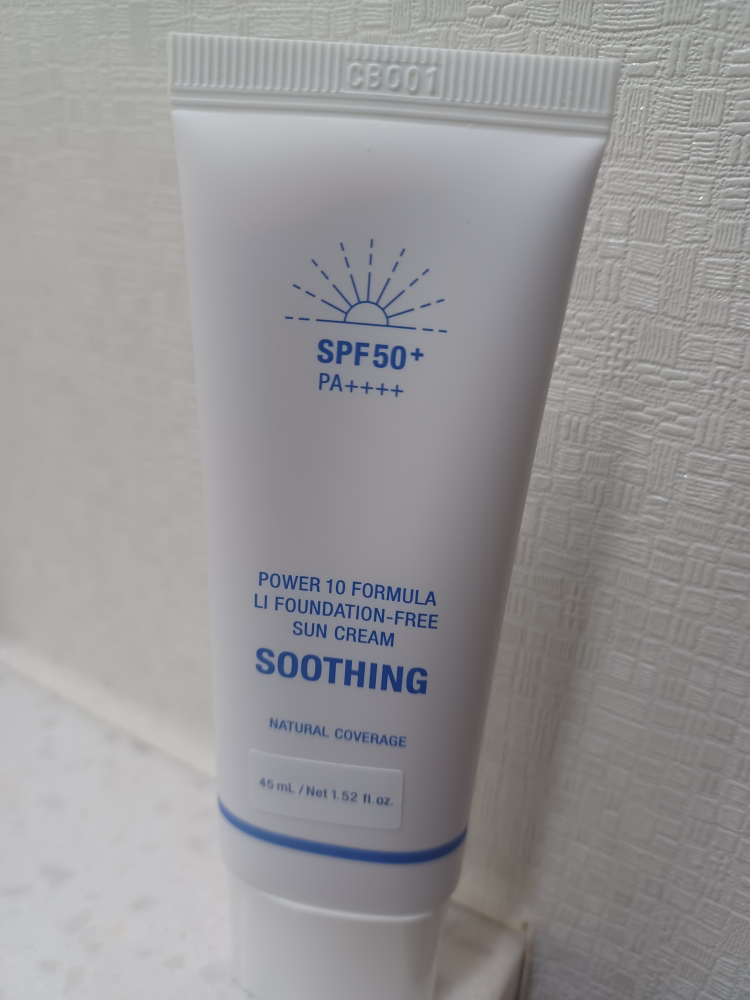 CBO01
SPF50+
PA++++
POWER 10 FORMULA
LI FOUNDATION-FREE
SUN CREAM
SOOTHING
NATURAL COVERAGE
45 mL / Net 1.52 fl.oz.